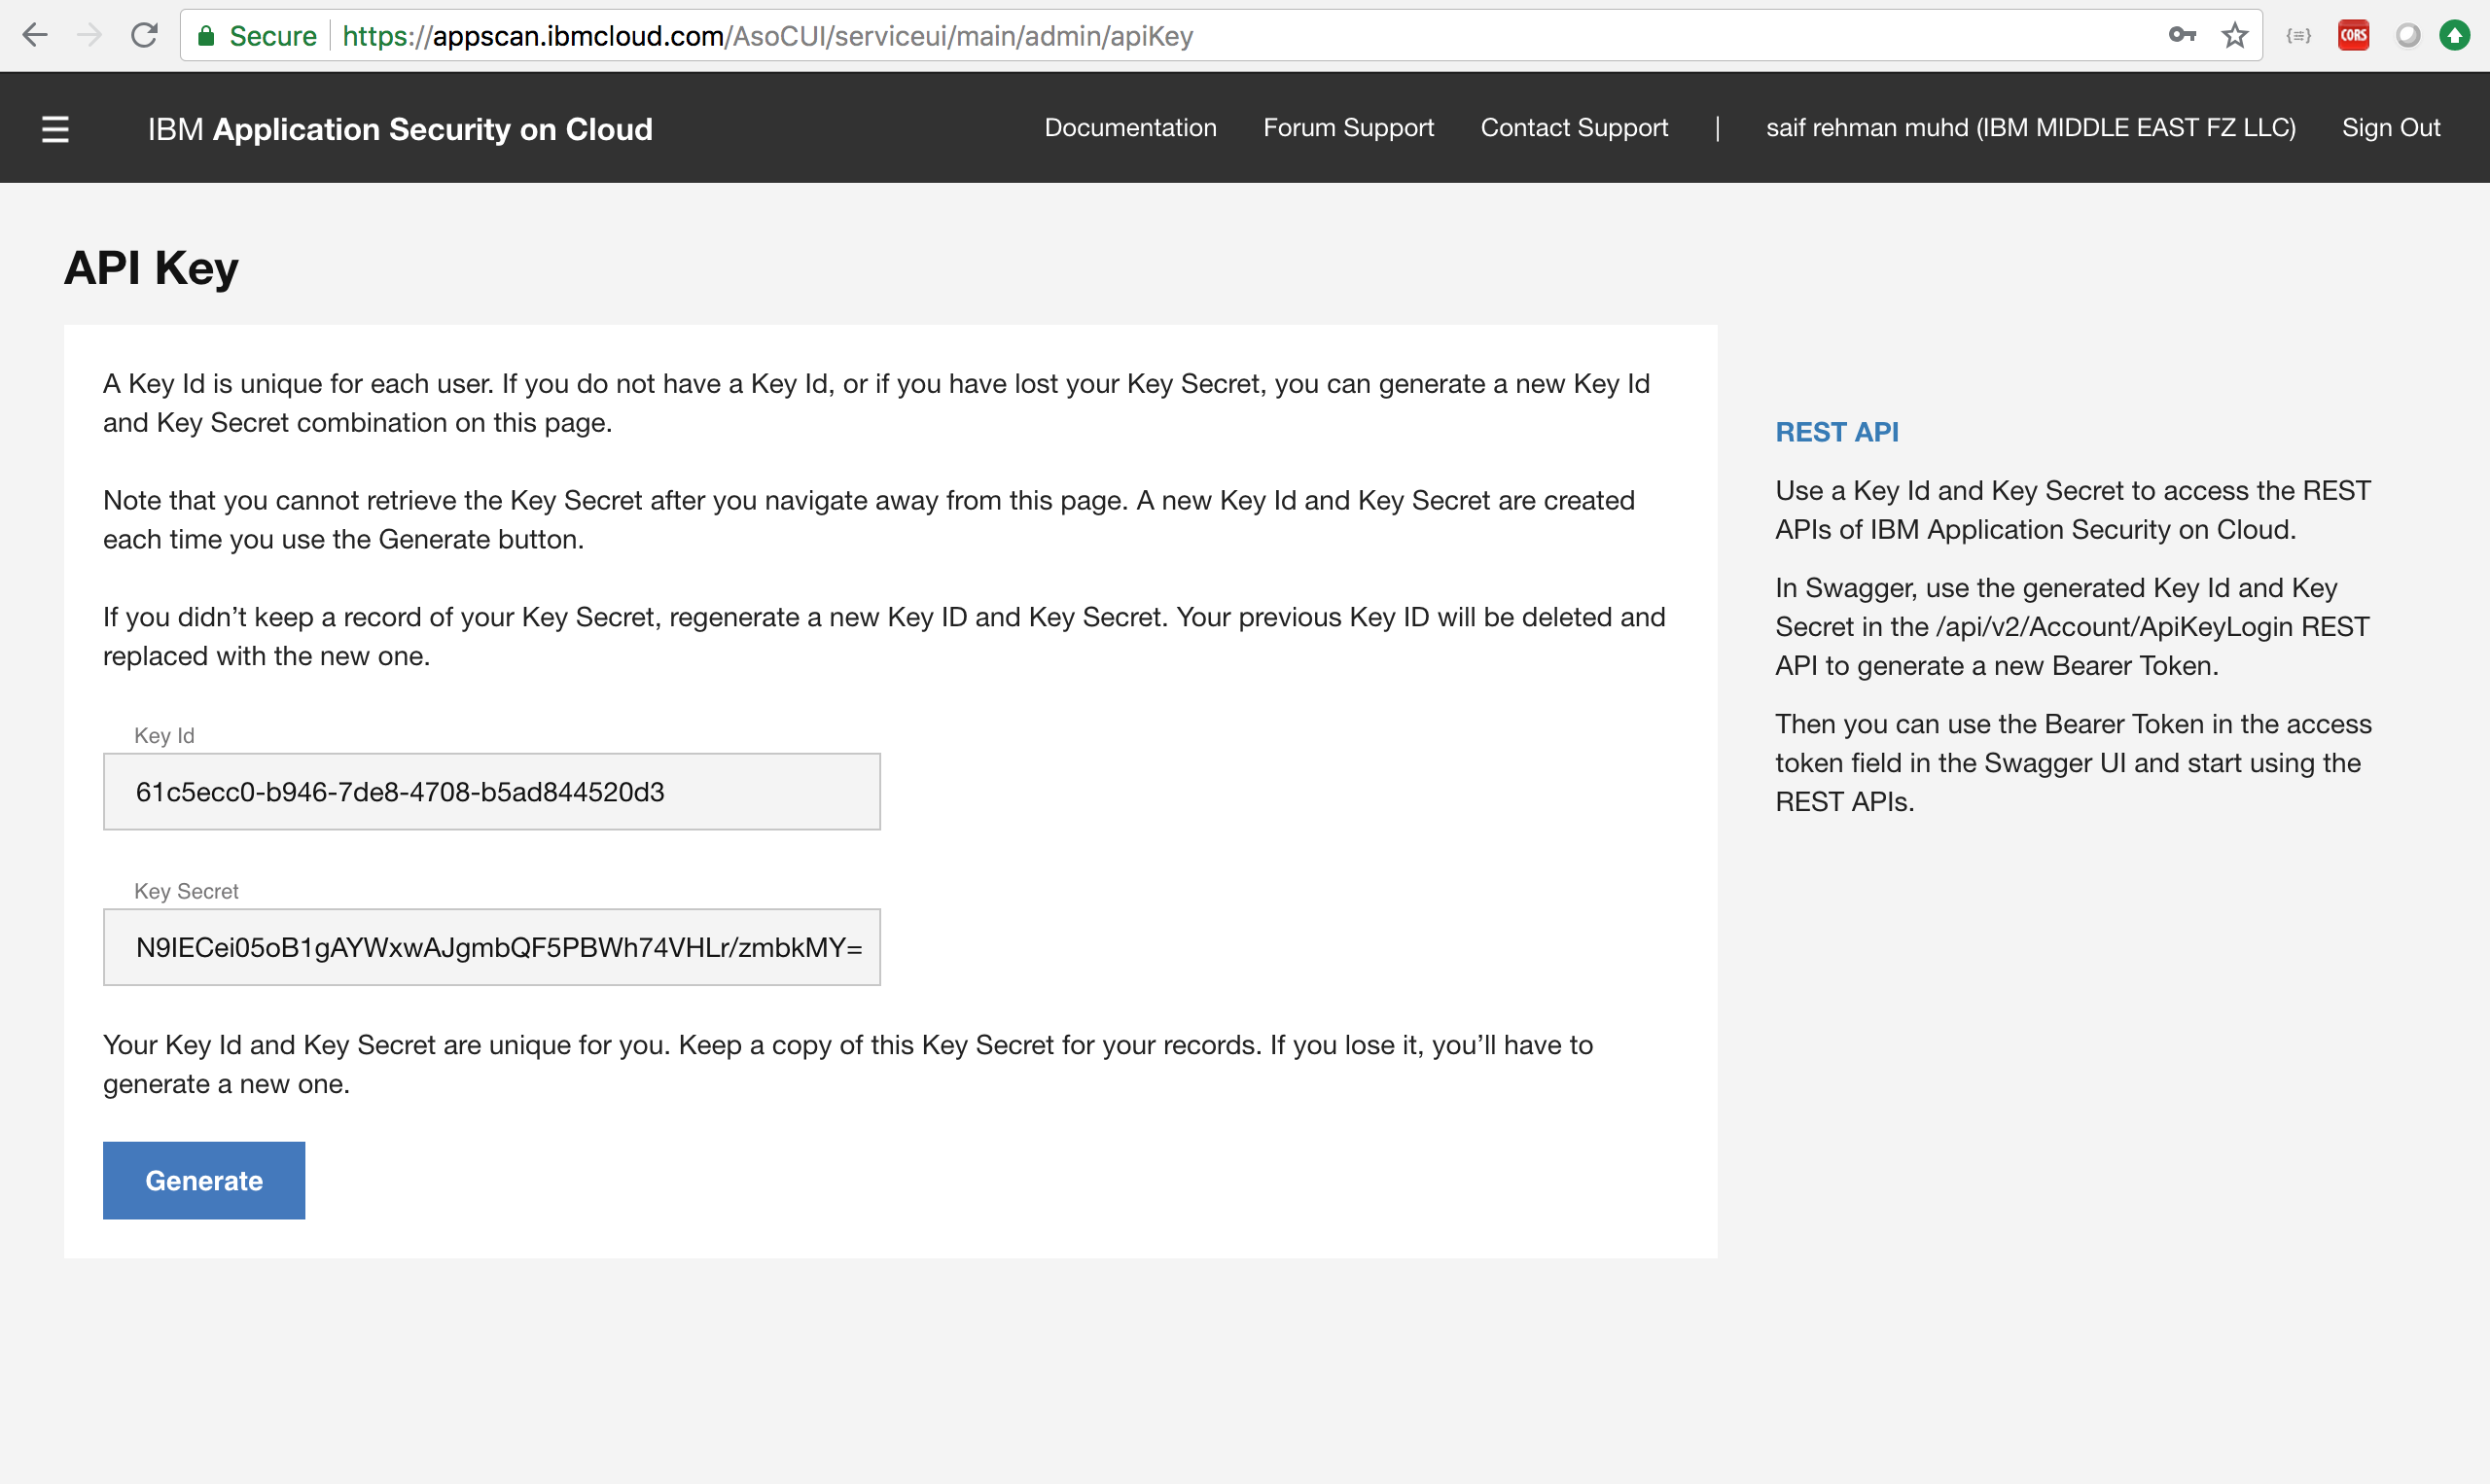 Secure https://appscan.ibmcloud.com/AsoCUI/serviceui/main/admin/apiKey
CORS
IBM Application Security on Cloud
Documentation Forum Support Contact Support | saif rehman muhd (IBM MIDDLE EAST FZ LLC) Sign Out
API Key
A Key Id is unique for each user. If you do not have a Key Id, or if you have lost your Key Secret, you can generate a new Key Id
and Key Secret combination on this page.
Note that you cannot retrieve the Key Secret after you navigate away from this page. A new Key Id and Key Secret are created
each time you use the Generate button.
If you didn’t keep a record of your Key Secret, regenerate a new Key ID and Key Secret. Your previous Key ID will be deleted and
replaced with the new one.
Key Id
61c5ecc0-b946-7de8-4708-b5ad844520d3
Key Secret
N9IECei05oB1gAYWxwAJgmbQF5PBWh74VHLr/zmbkMY=
Your Key Id and Key Secret are unique for you. Keep a copy of this Key Secret for your records. If you lose it, you’ll have to
generate a new one.
Generate
REST API
Use a Key Id and Key Secret to access the REST
APIs of IBM Application Security on Cloud.
In Swagger, use the generated Key Id and Key
Secret in the /api/v2/Account/ApiKeyLogin REST
API to generate a new Bearer Token.
Then you can use the Bearer Token in the access
token field in the Swagger UI and start using the
REST APIs.